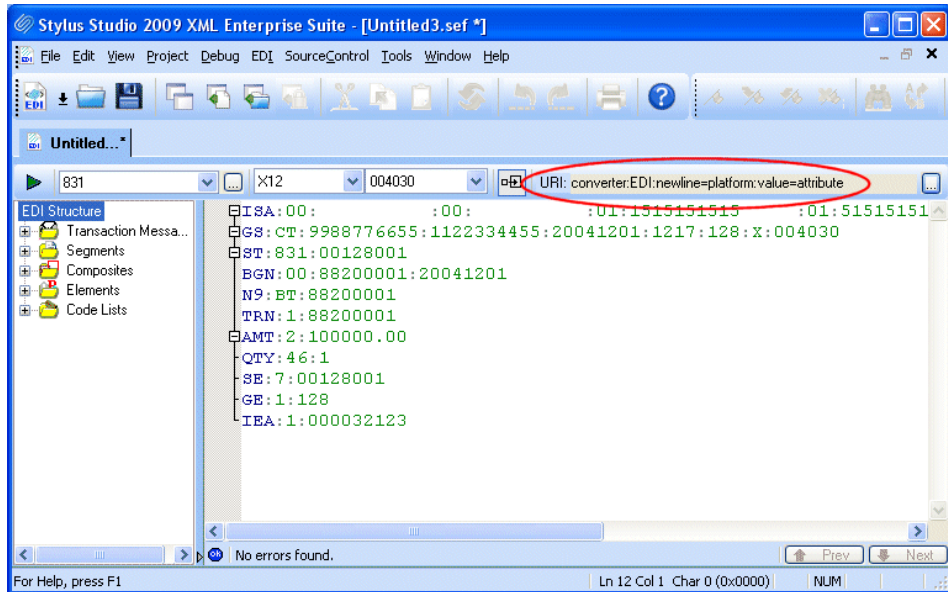 Stylus Studio 2009 XML Enterprise Suite - [Untitled3.sef *]
File Edit View Project Debug EDI SourceControl Tools Window Help
EDI
Untitled...*
831 ... X12 004030 URI: converter:EDI:newline=platform:value=attribute ...
EDI Structure
Transaction Messa...
Segments
Composites
Elements
Code Lists
ISA:00: :00: :01:1515151515 :01:51515151
GS:CT:9988776655:1122334455:20041201:1217:128:X:004030
ST:831:00128001
BGN:00:88200001:20041201
N9:BT:88200001
TRN:1:88200001
AMT:2:100000.00
QTY:46:1
SE:7:00128001
GE:1:128
IEA:1:000032123
No errors found. Prev Next
For Help, press F1 Ln 12 Col 1 Char 0 (0x0000) NUM